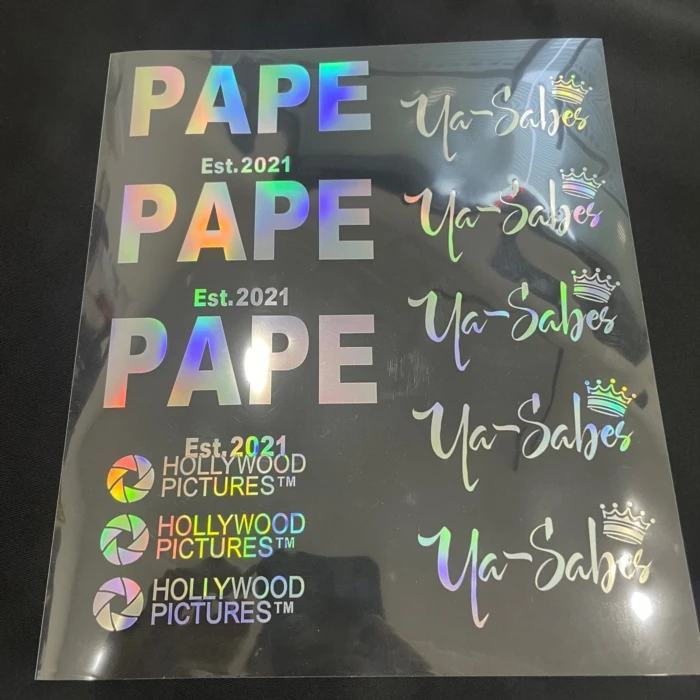 PAPE
Est.2021
PAPE
Est.2021
PAPE
Est.2021
HOLLYWOOD
PICTURES™
HOLLYWOOD
PICTURES™
HOLLYWOOD
PICTURES™
Ya-Sabes
Ya-Sabes
Ya-Sabes
Ya-Sabes
Ya-Sabes